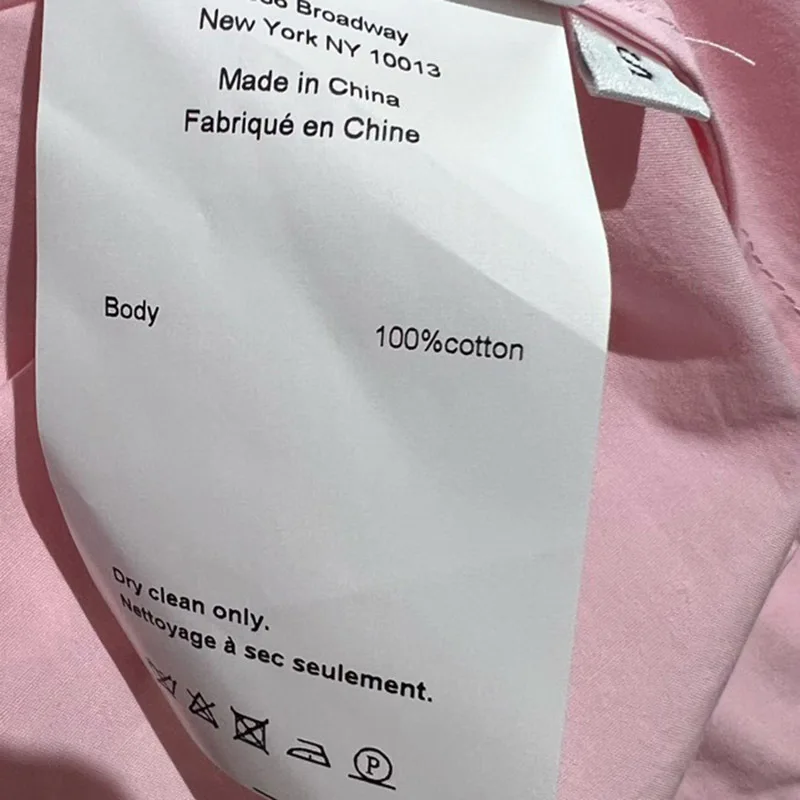 Broadway
New York NY 10013
Made in China
Fabriqué en Chine
Body
100%cotton
Dry clean only.
Nettoyage à sec seulement.
P